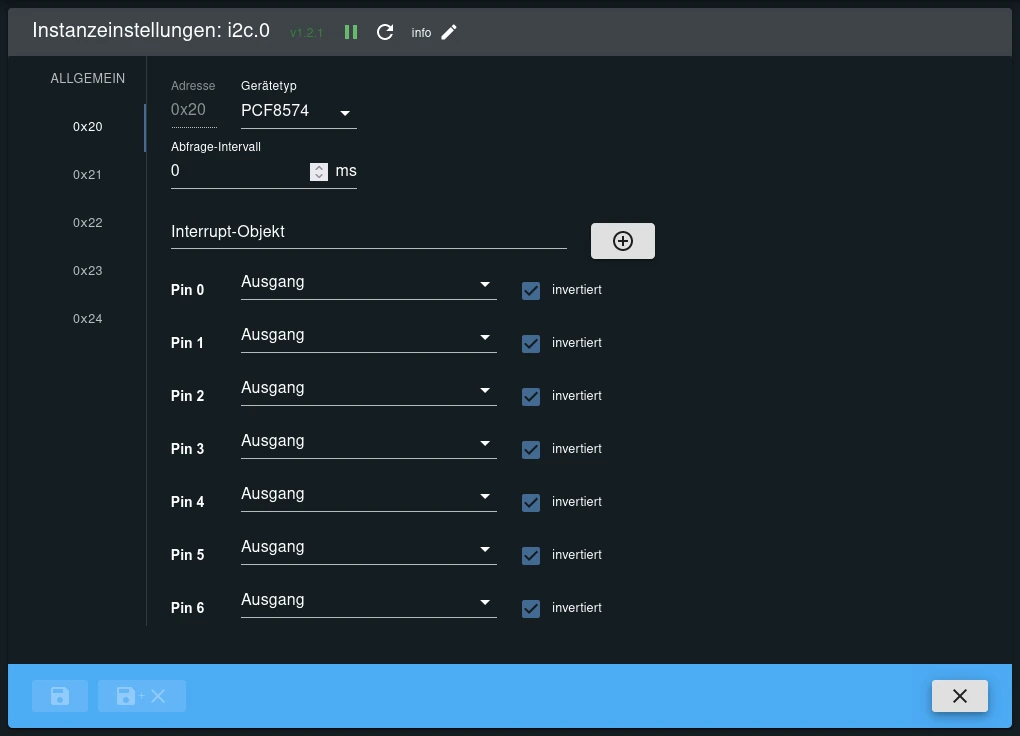 Instanzeinstellungen: i2c.0 v1.2.1 info
ALLGEMEIN
0x20
0x21
0x22
0x23
0x24
Adresse Gerätetyp
0x20 PCF8574
Abfrage-Intervall
0 ms
Interrupt-Objekt
Pin 0 Ausgang invertiert
Pin 1 Ausgang invertiert
Pin 2 Ausgang invertiert
Pin 3 Ausgang invertiert
Pin 4 Ausgang invertiert
Pin 5 Ausgang invertiert
Pin 6 Ausgang invertiert